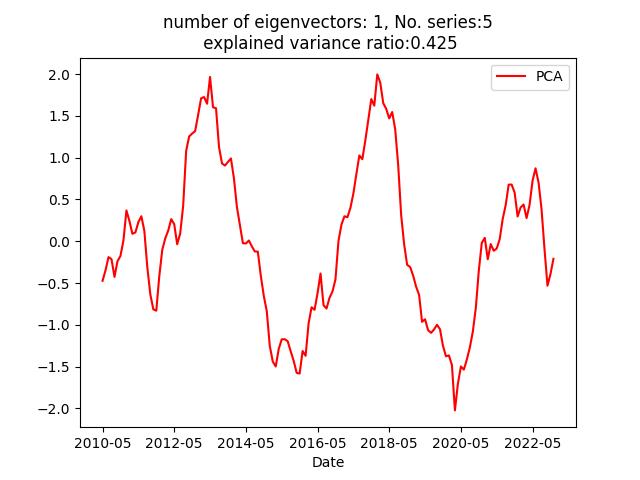 number of eigenvectors: 1, No. series:5
explained variance ratio:0.425
PCA
2.0
1.5
1.0
0.5
0.0
−0.5
−1.0
−1.5
−2.0
2010-05 2012-05 2014-05 2016-05 2018-05 2020-05 2022-05
Date